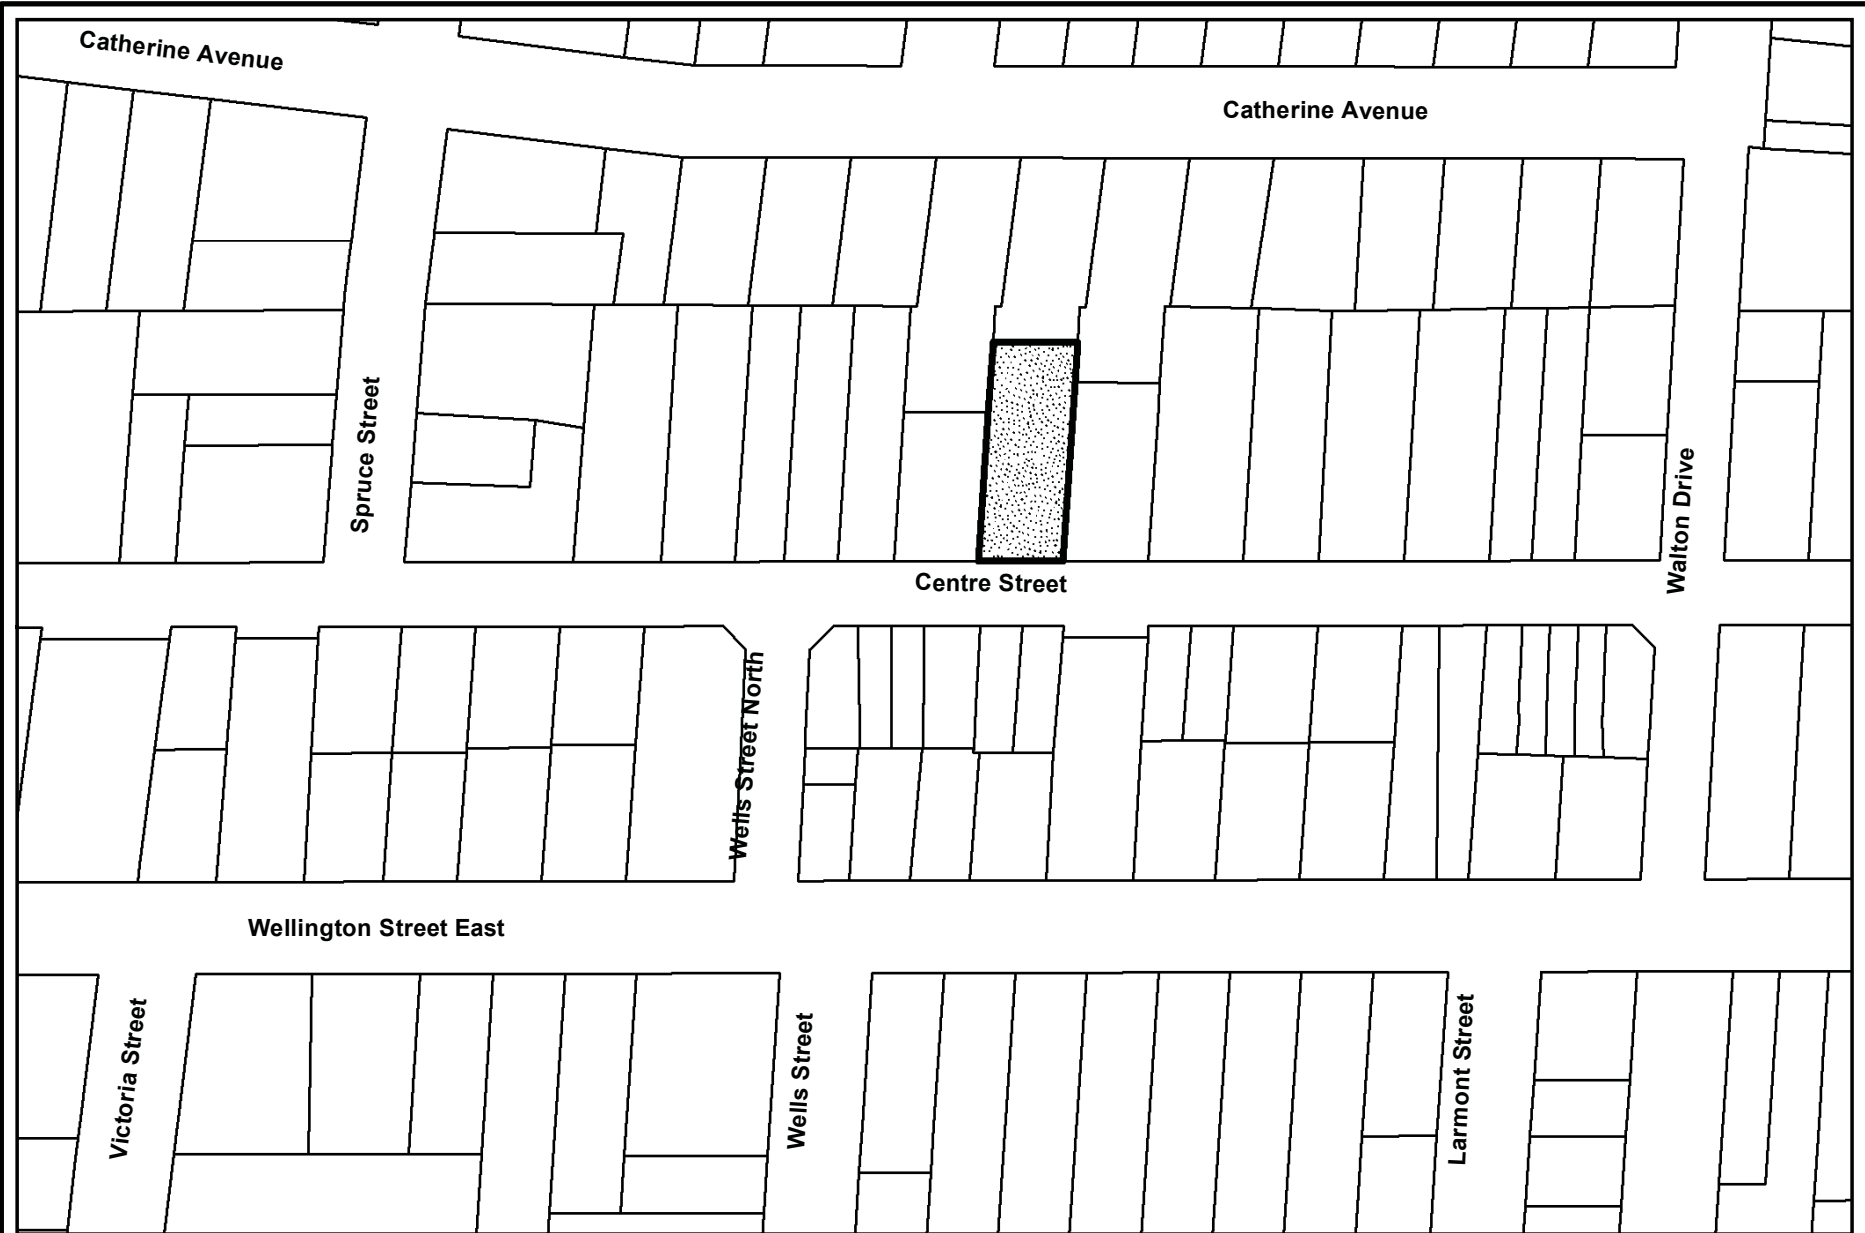 Catherine Avenue
Catherine Avenue
Spruce Street
Walton Drive
Centre Street
Wells Street North
Wellington Street East
Victoria Street
Wells Street
Larmont Street